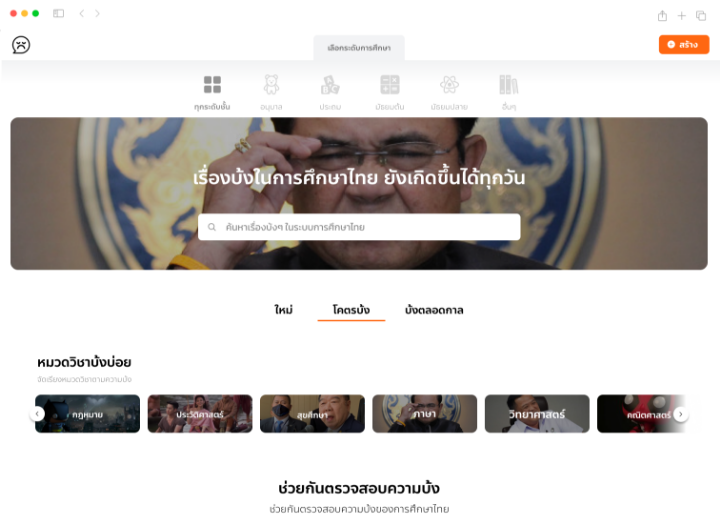 เลือกระดับการศึกษา
สร้าง
ทุกระดับชั้น
อนุบาล
ประถม
มัธยมต้น
มัธยมปลาย
อื่นๆ
เรื่องบ้งในการศึกษาไทย ยังเกิดขึ้นได้ทุกวัน
ค้นหาเรื่องบ้งๆ ในระบบการศึกษาไทย
ใหม่
โคตรบ้ง
บ้งตลอดกาล
หมวดวิชาบ้งบ่อย
จัดเรียงหมวดวิชาตามความบ้ง
กฎหมาย
ประวัติศาสตร์
สุขศึกษา
ภาษา
วิทยาศาสตร์
คณิตศาสตร์
ช่วยกันตรวจสอบความบ้ง
ช่วยกันตรวจสอบความบ้งของการศึกษาไทย